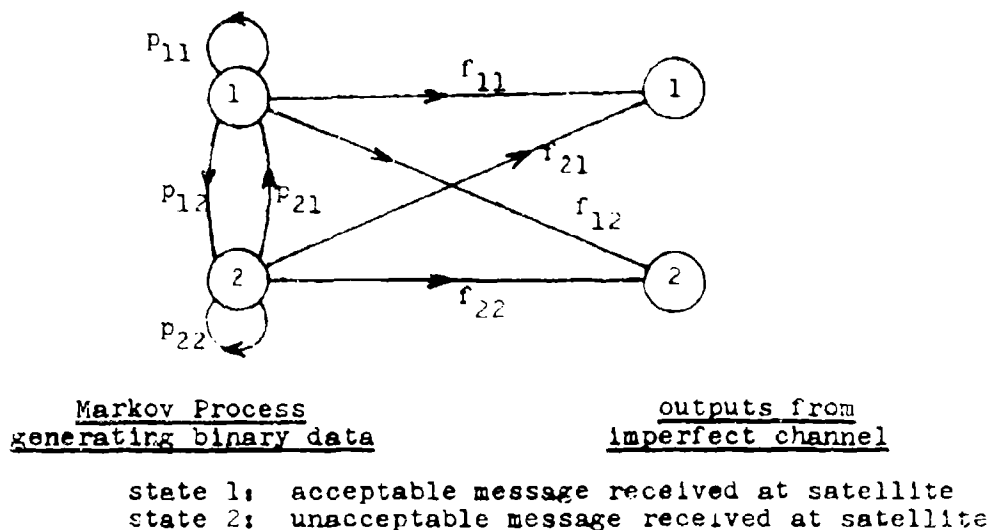 p11
1
f11
1
p12
p21
f21
f12
2
f22
2
p22
Markov Process
generating binary data
outputs from
imperfect channel
state 1: acceptable message received at satellite
state 2: unacceptable message received at satellite